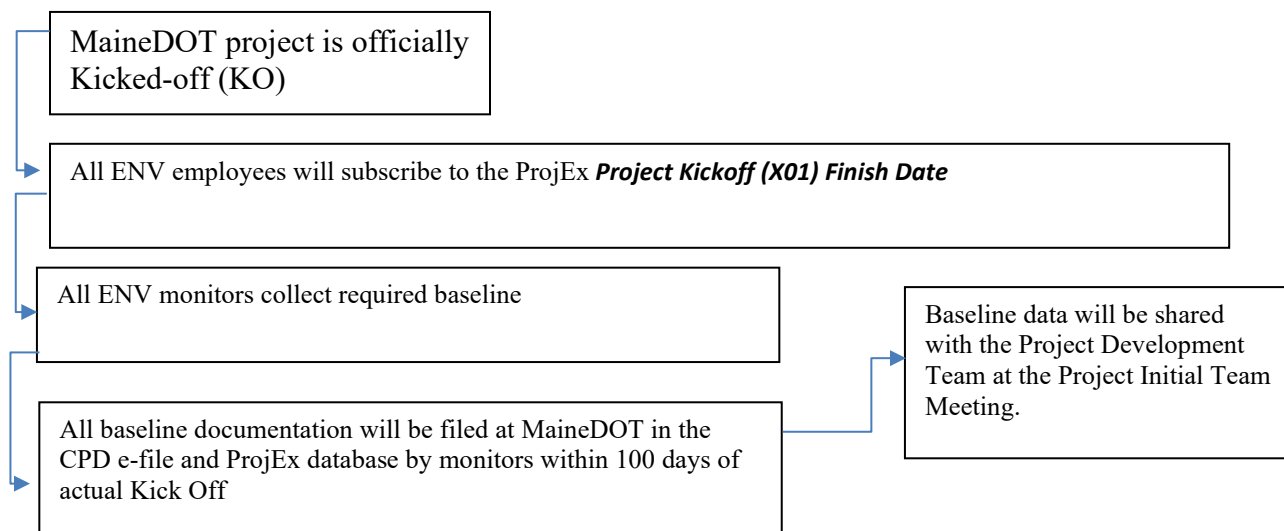 MaineDOT project is officially
Kicked-off (KO)
All ENV employees will subscribe to the ProjEx Project Kickoff (X01) Finish Date
All ENV monitors collect required baseline
Baseline data will be shared
with the Project Development
Team at the Project Initial Team
Meeting.
All baseline documentation will be filed at MaineDOT in the
CPD e-file and ProjEx database by monitors within 100 days of
actual Kick Off